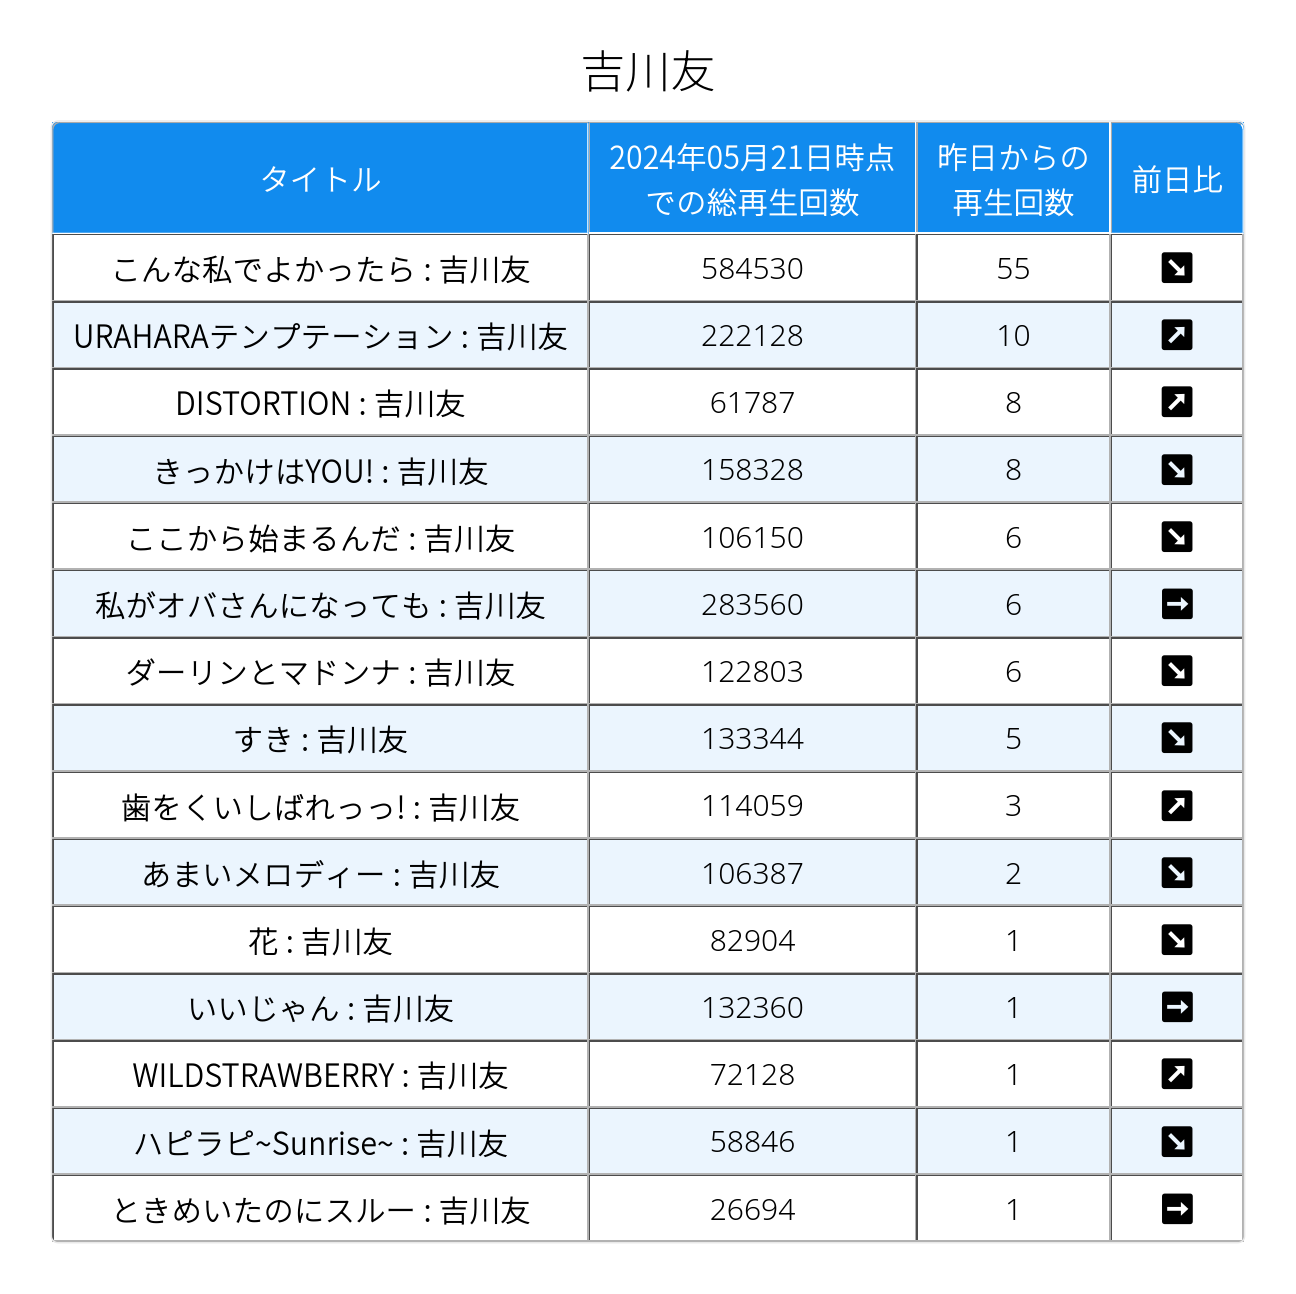 吉川友
タイトル
2024年05月21日時点
での総再生回数
昨日からの
再生回数
前日比
こんな私でよかったら : 吉川友 584530 55 ↘
URAHARAテンプテーション : 吉川友 222128 10 ↗
DISTORTION : 吉川友 61787 8 ↗
きっかけはYOU! : 吉川友 158328 8 ↘
ここから始まるんだ : 吉川友 106150 6 ↘
私がオバさんになっても : 吉川友 283560 6 →
ダーリンとマドンナ : 吉川友 122803 6 ↘
すき : 吉川友 133344 5 ↘
歯をくいしばれっっ! : 吉川友 114059 3 ↗
あまいメロディー : 吉川友 106387 2 ↘
花 : 吉川友 82904 1 ↘
いいじゃん : 吉川友 132360 1 →
WILDSTRAWBERRY : 吉川友 72128 1 ↗
ハピラピ~Sunrise~ : 吉川友 58846 1 ↘
ときめいたのにスルー : 吉川友 26694 1 →